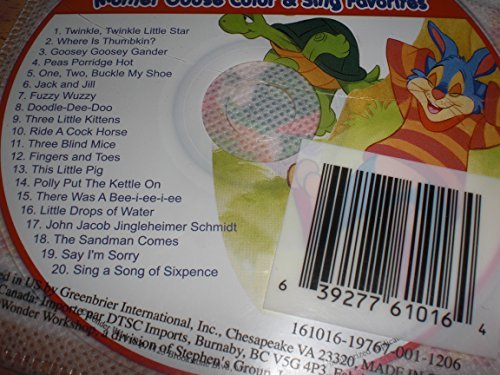 Mother Goose Color & Sing Favorites
1. Twinkle, Twinkle Little Star
2. Where Is Thumbkin?
3. Goosey Goosey Gander
4. Peas Porridge Hot
5. One, Two, Buckle My Shoe
6. Jack and Jill
7. Fuzzy Wuzzy
8. Doodle-Dee-Doo
9. Three Little Kittens
10. Ride A Cock Horse
11. Three Blind Mice
12. Fingers and Toes
13. This Little Pig
14. Polly Put The Kettle On
15. There Was A Bee-i-ee-i-ee
16. Little Drops of Water
17. John Jacob Jingleheimer Schmidt
18. The Sandman Comes
19. Say I'm Sorry
20. Sing a Song of Sixpence
6 39277 61016 4
161016-1976 -001-1206
in US by Greenbrier International, Inc., Chesapeake VA 23320, MADE IN
Canada: Importe par DTSC Imports, Burnaby, BC V5G 4P3
Wonder Workshop, a division of Stephen's Group,